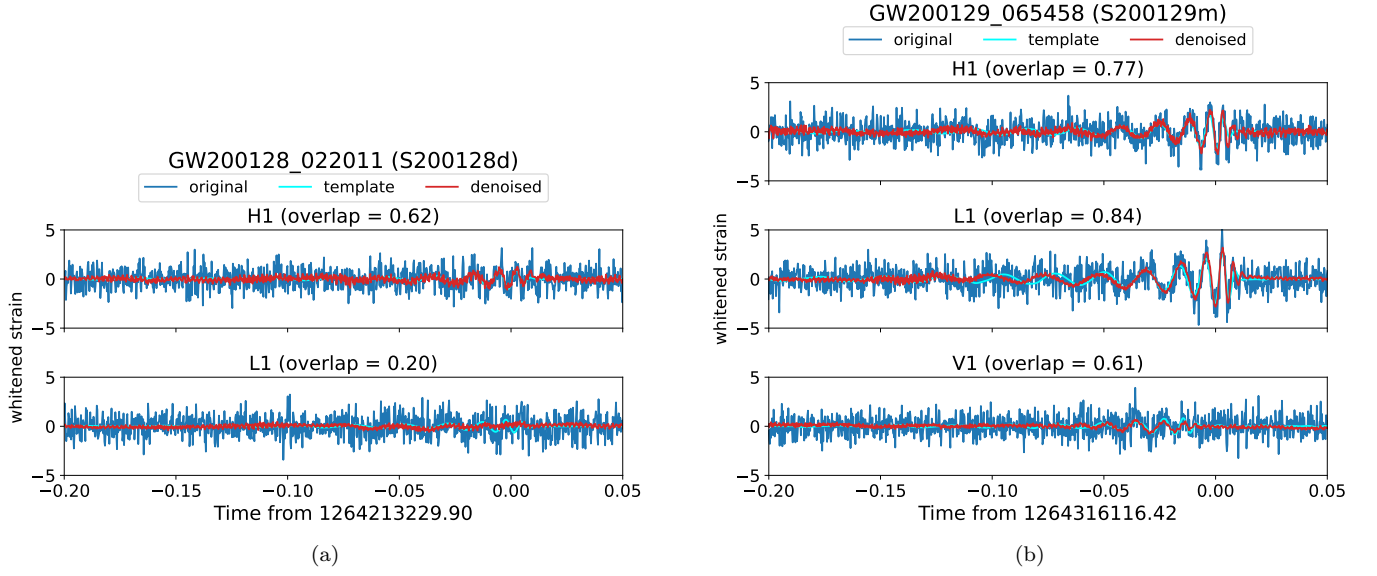 GW200128_022011 (S200128d)
original template denoised
H1 (overlap = 0.62)
5
0
−5
L1 (overlap = 0.20)
5
0
−5
−0.20 −0.15 −0.10 −0.05 0.00 0.05
Time from 1264213229.90
whitened strain
(a)
GW200129_065458 (S200129m)
original template denoised
H1 (overlap = 0.77)
5
0
−5
L1 (overlap = 0.84)
5
0
−5
V1 (overlap = 0.61)
5
0
−5
−0.20 −0.15 −0.10 −0.05 0.00 0.05
Time from 1264316116.42
whitened strain
(b)